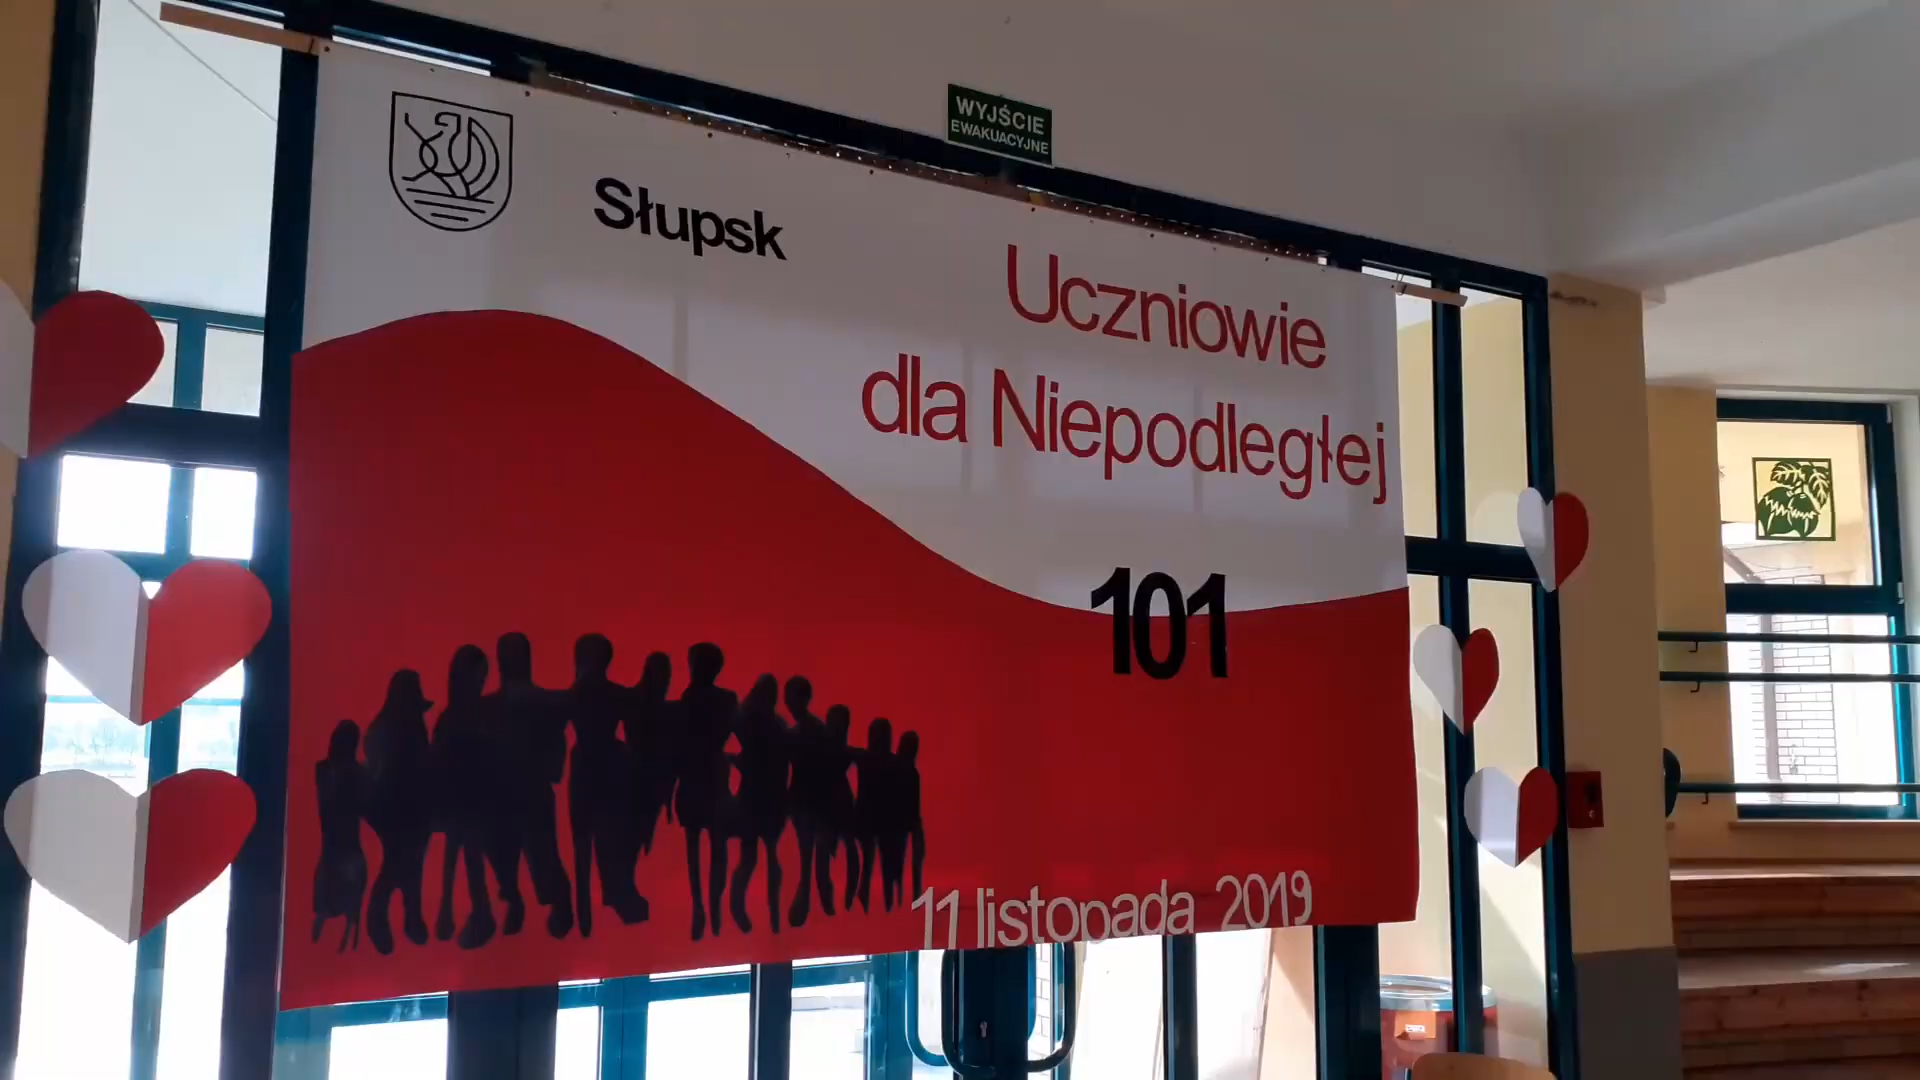 WYJŚCIE
EWAKUACYJNE
Słupsk
Uczniowie
dla Niepodległej
101
11 listopada 2019